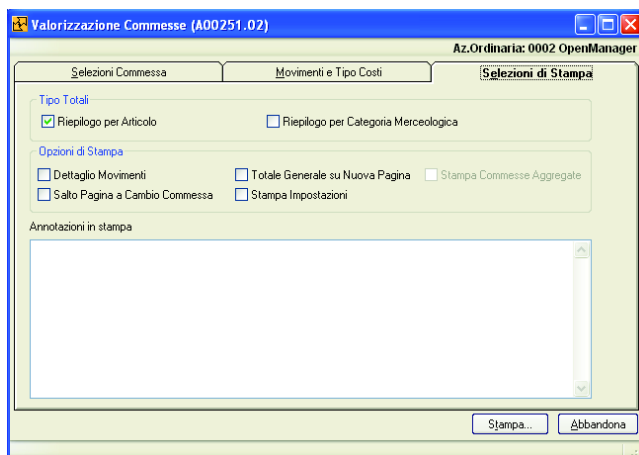 Valorizzazione Commesse (A00251.02)
Az.Ordinaria: 0002 OpenManager
Selezioni Commessa Movimenti e Tipo Costi Selezioni di Stampa
Tipo Totali
Riepilogo per Articolo Riepilogo per Categoria Merceologica
Opzioni di Stampa
Dettaglio Movimenti Totale Generale su Nuova Pagina Stampa Commesse Aggregate
Salto Pagina a Cambio Commessa Stampa Impostazioni
Annotazioni in stampa
Stampa... Abbandona